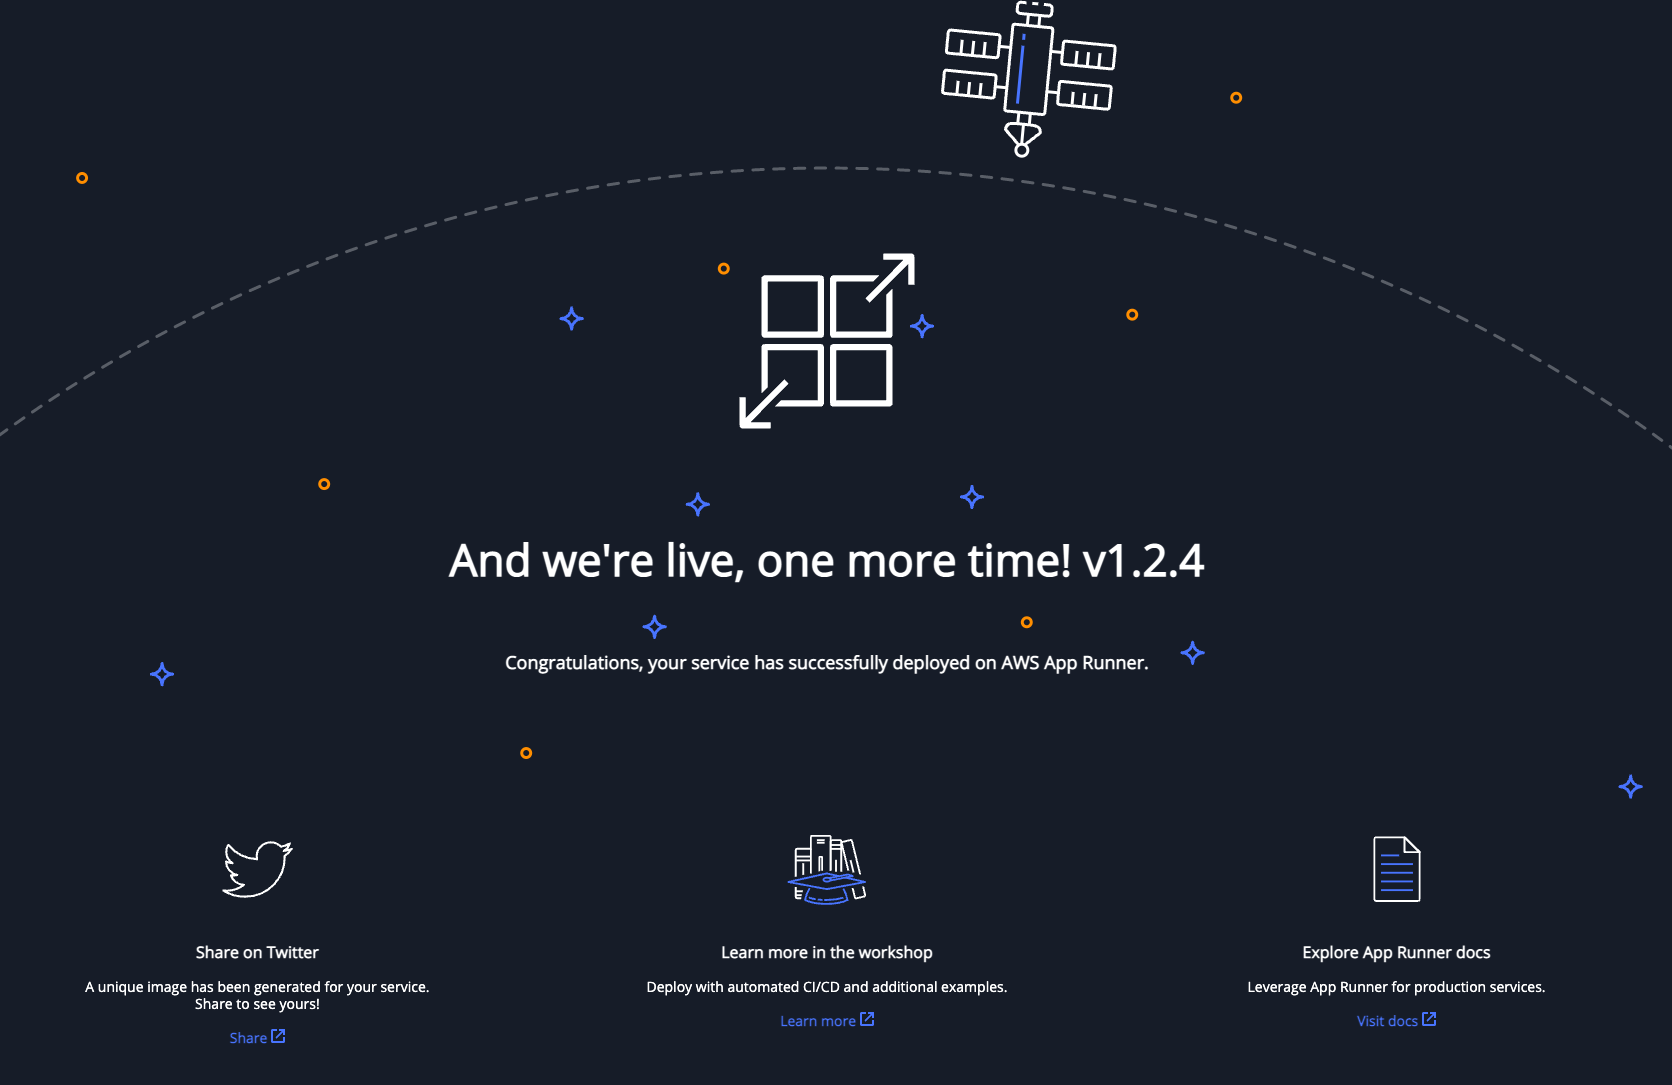 And we're live, one more time! v1.2.4
Congratulations, your service has successfully deployed on AWS App Runner.
Share on Twitter
A unique image has been generated for your service.
Share to see yours!
Share
Learn more in the workshop
Deploy with automated CI/CD and additional examples.
Learn more
Explore App Runner docs
Leverage App Runner for production services.
Visit docs